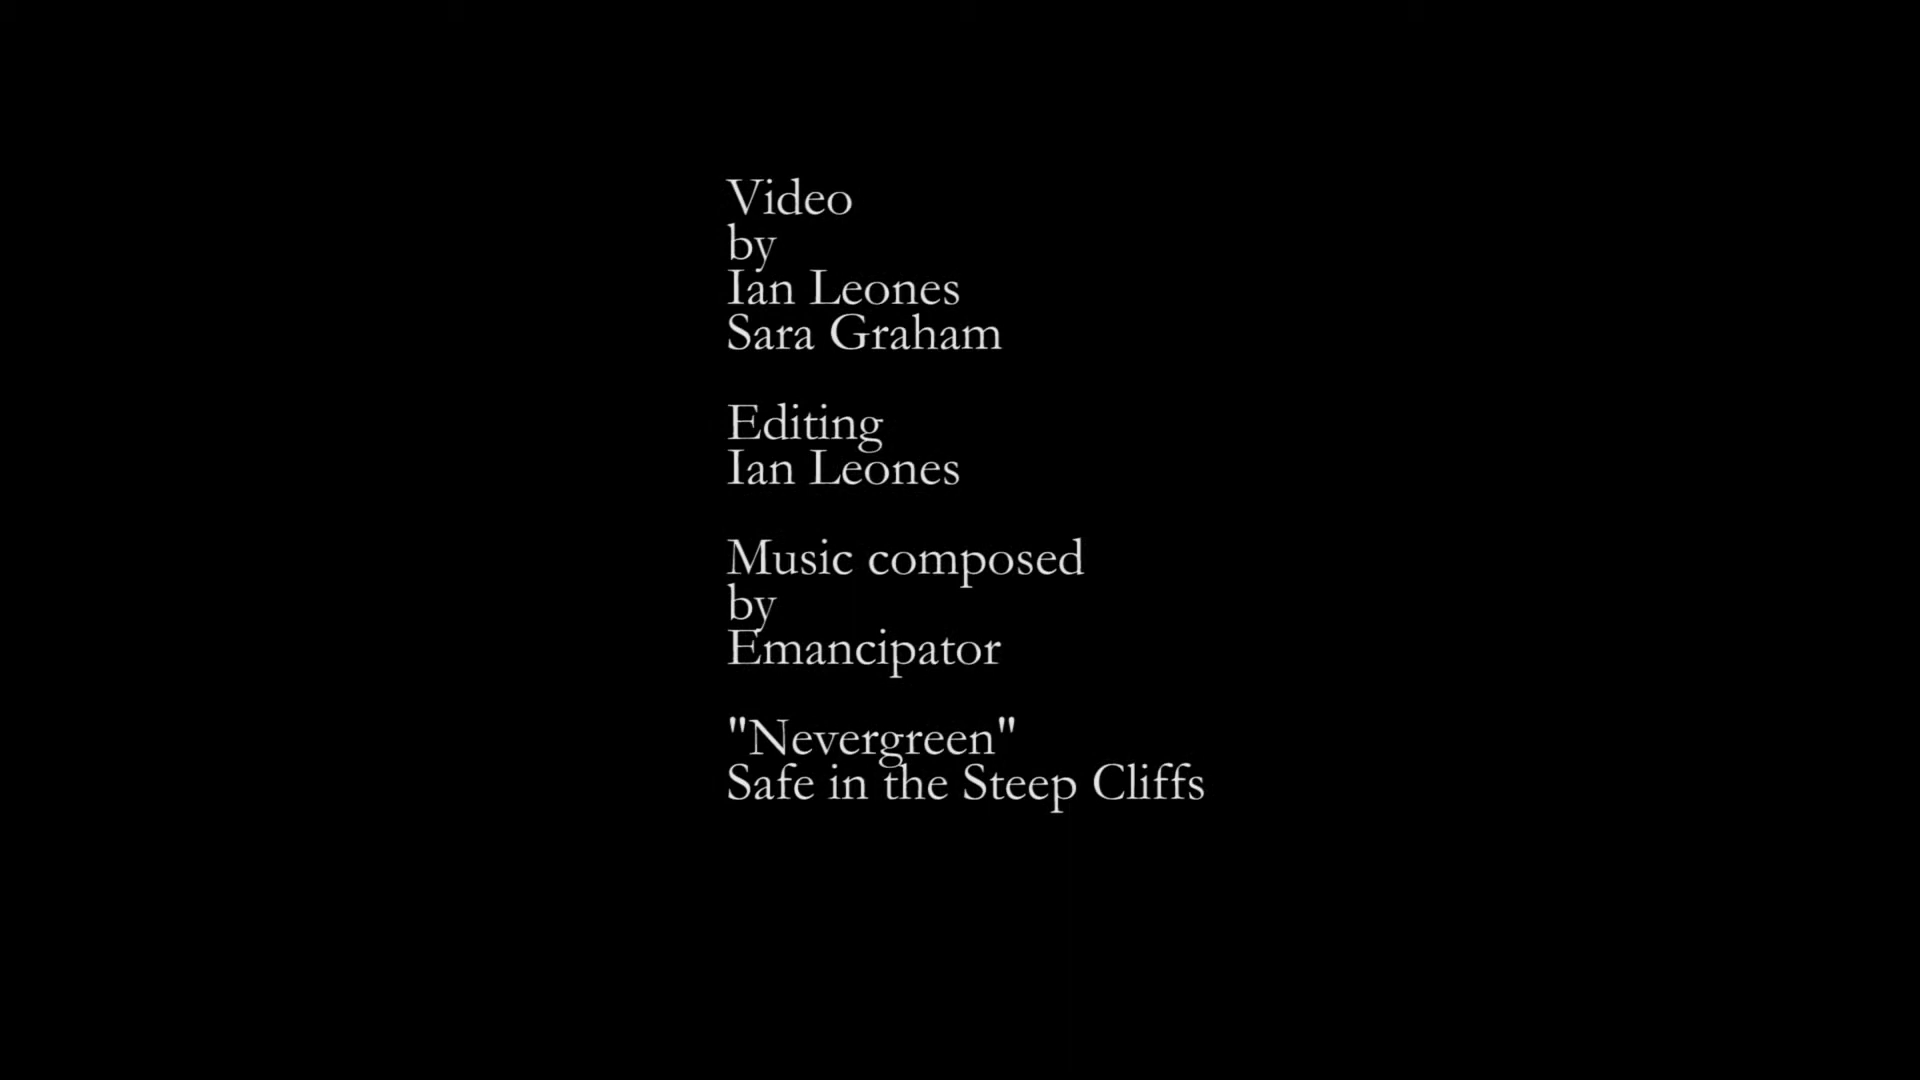 Video
by
Ian Leones
Sara Graham
Editing
Ian Leones
Music composed
by
Emancipator
"Nevergreen"
Safe in the Steep Cliffs